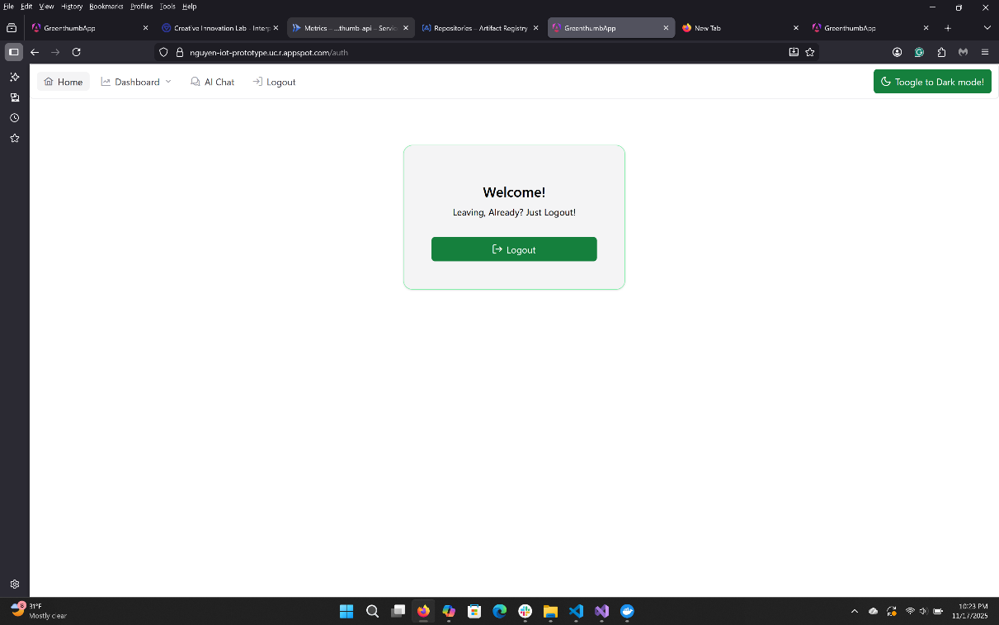 File Edit View History Bookmarks Profiles Tools Help
GreenthumbApp
Creative Innovation Lab - Interp
Metrics – ...thumb-api – Servic
Repositories – Artifact Registry
GreenthumbApp
New Tab
GreenthumbApp
nguyen-iot-prototype.uc.r.appspot.com/auth
Home Dashboard AI Chat Logout Toogle to Dark mode!
Welcome!
Leaving, Already? Just Logout!
Logout
31°F
Mostly clear
10:23 PM
11/17/2025